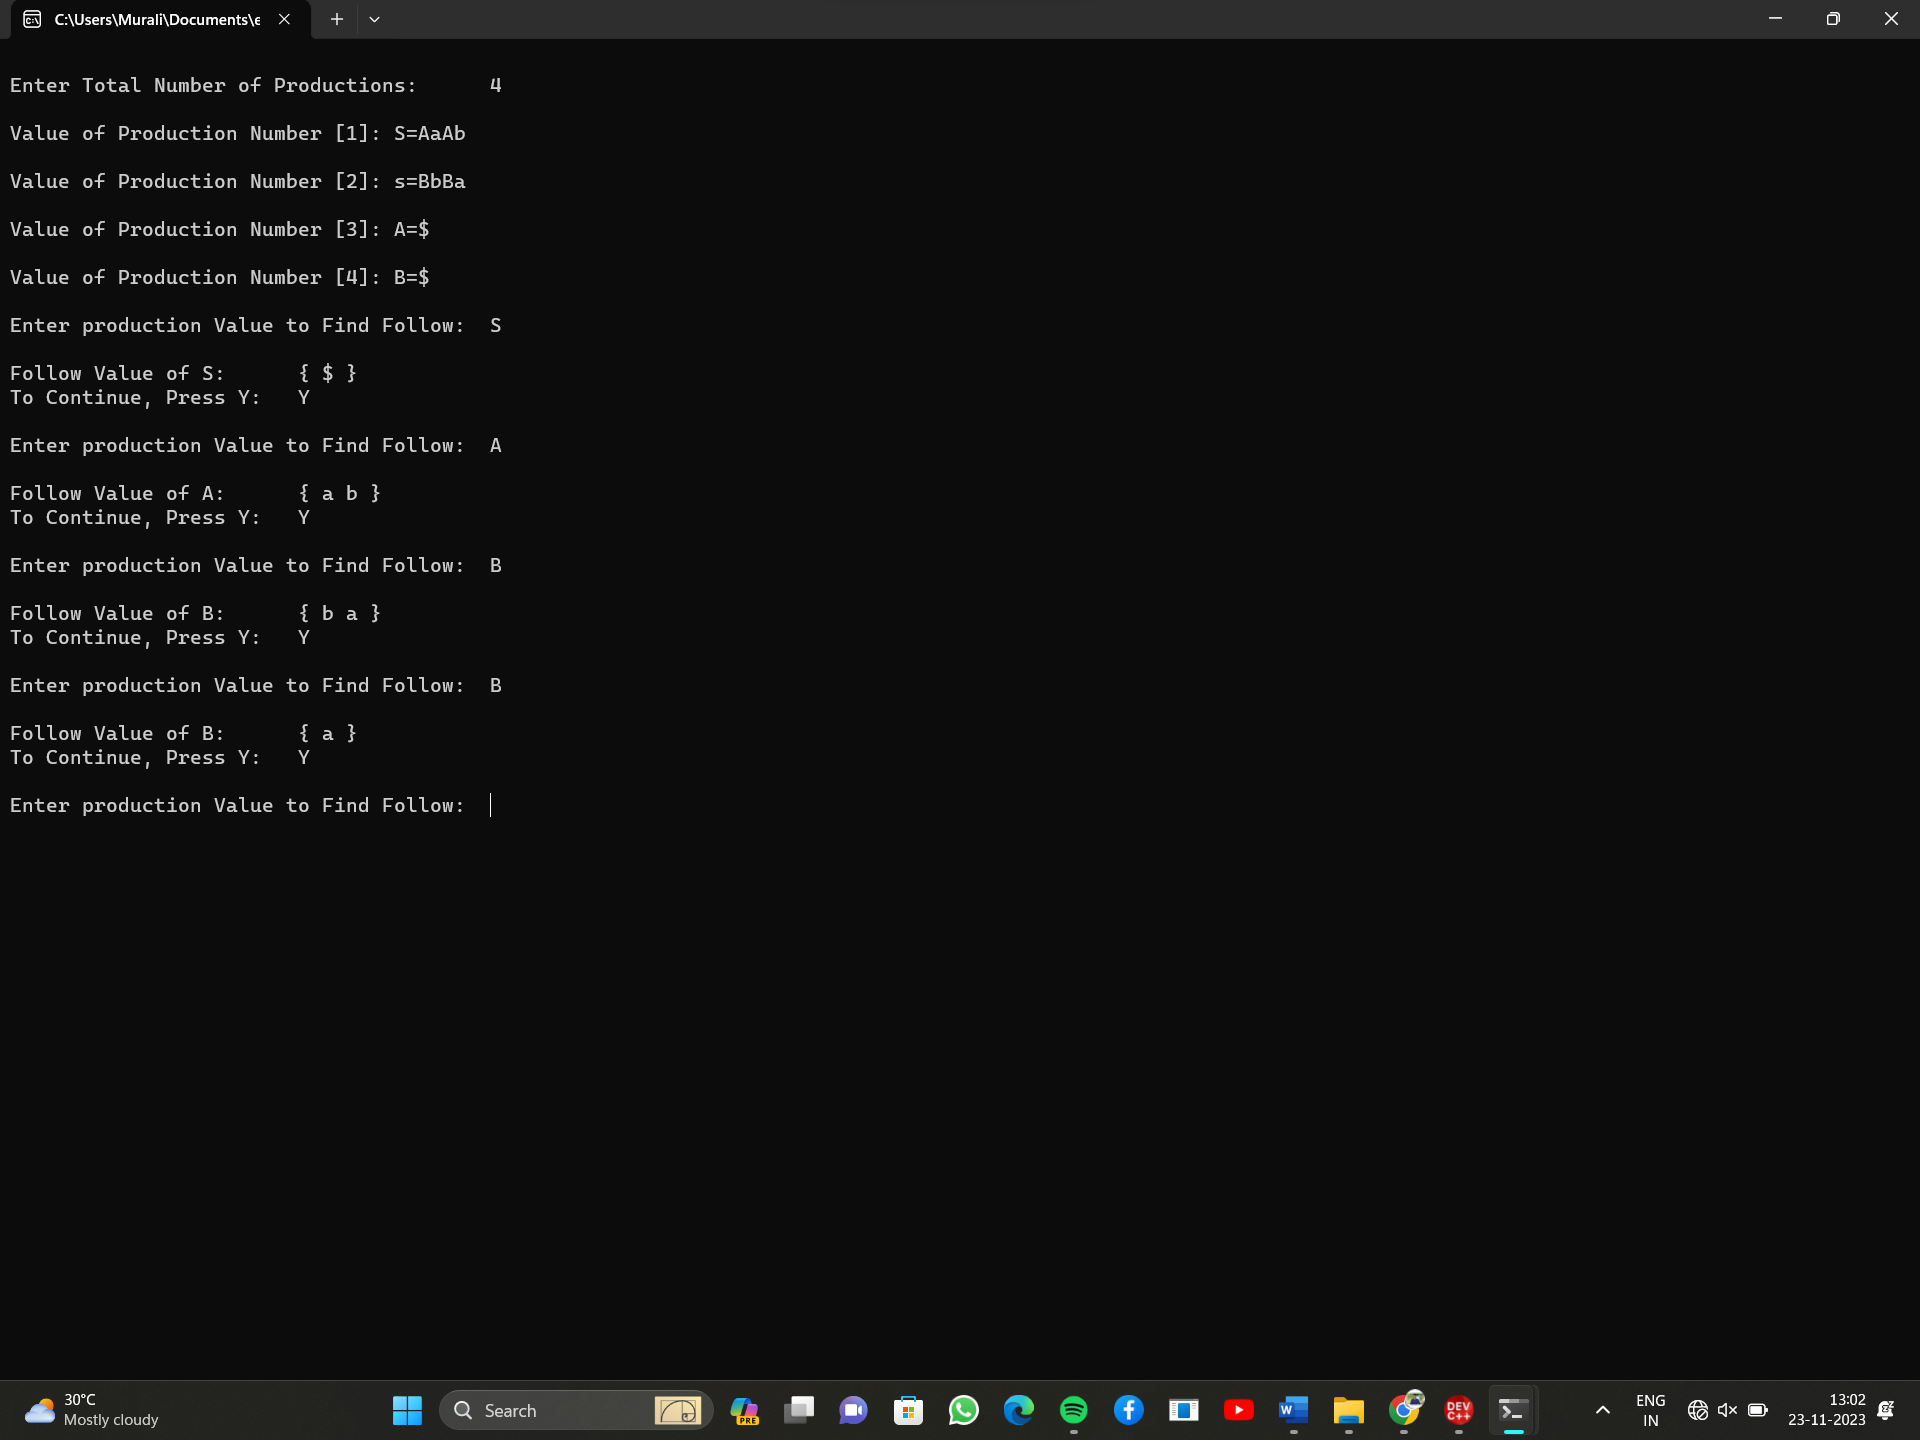 C:\Users\Murali\Documents\e
Enter Total Number of Productions: 4
Value of Production Number [1]: S=AaAb
Value of Production Number [2]: s=BbBa
Value of Production Number [3]: A=$
Value of Production Number [4]: B=$
Enter production Value to Find Follow: S
Follow Value of S: { $ }
To Continue, Press Y: Y
Enter production Value to Find Follow: A
Follow Value of A: { a b }
To Continue, Press Y: Y
Enter production Value to Find Follow: B
Follow Value of B: { b a }
To Continue, Press Y: Y
Enter production Value to Find Follow: B
Follow Value of B: { a }
To Continue, Press Y: Y
Enter production Value to Find Follow:
30°C
Mostly cloudy
Search
PRE
W
DEV
C++
ENG
IN
13:02
23-11-2023